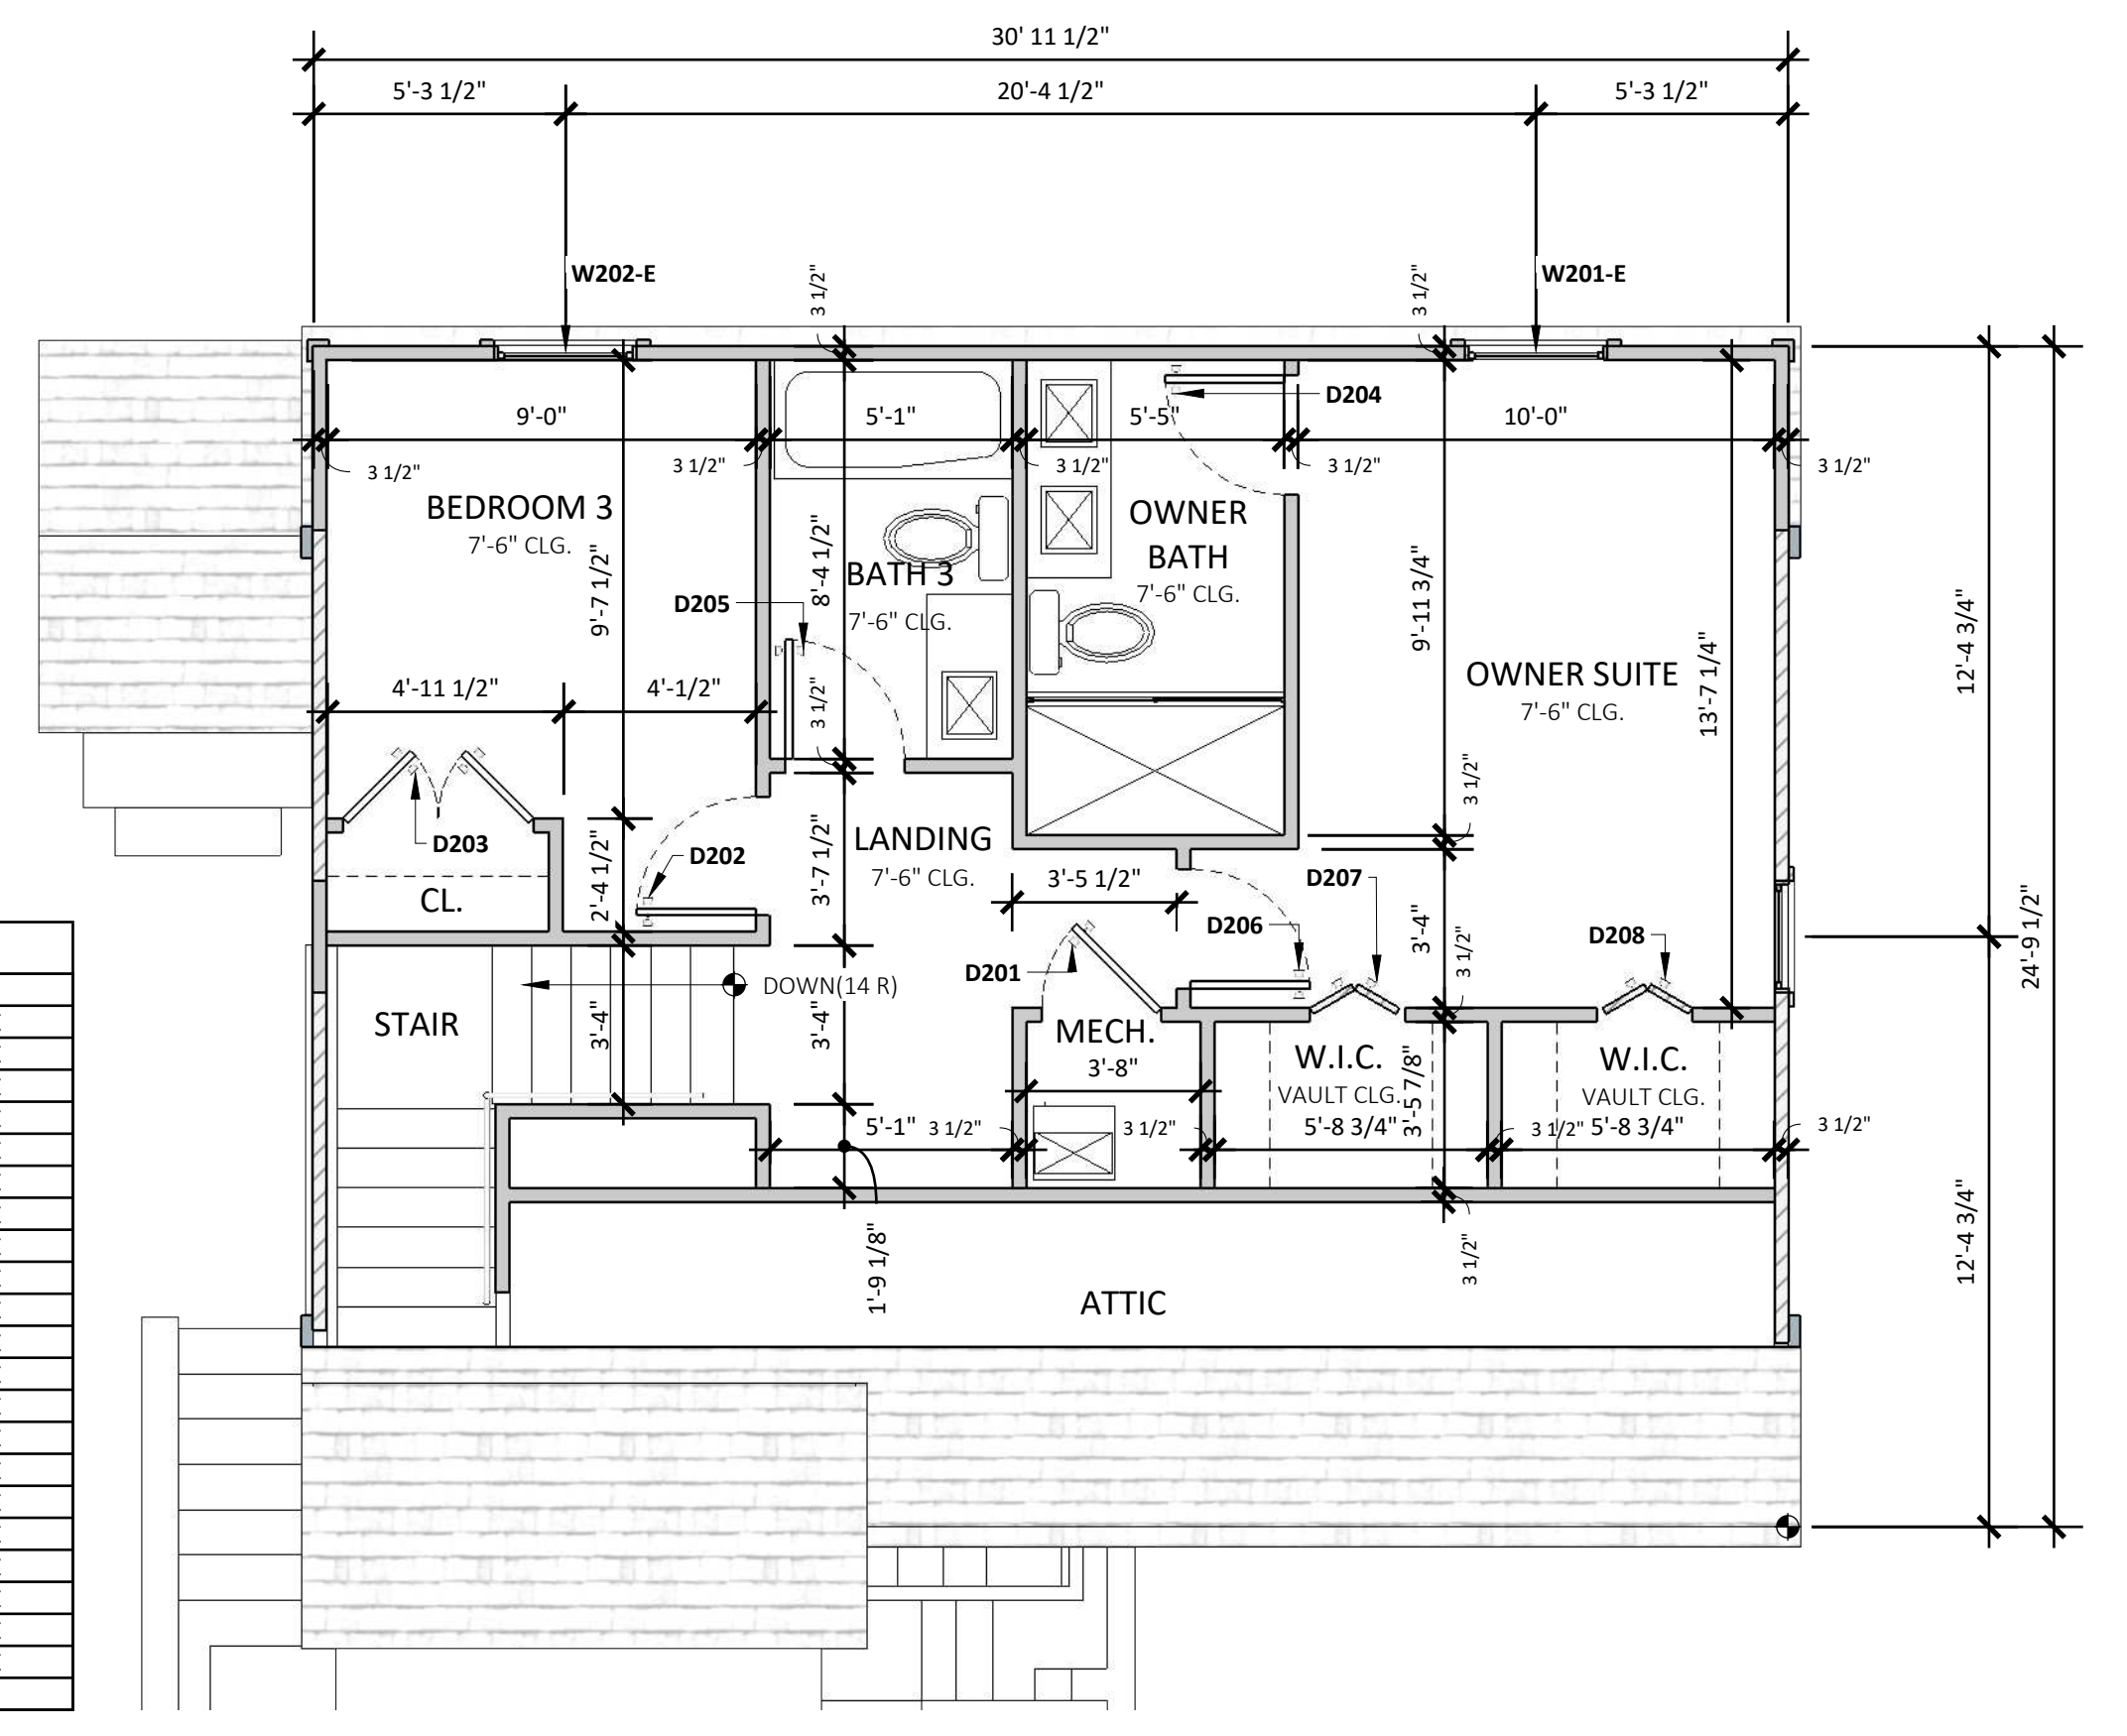 30' 11 1/2"
5'-3 1/2"
20'-4 1/2"
5'-3 1/2"
W202-E
3 1/2"
3 1/2"
W201-E
9'-0"
5'-1"
5'-5"
D204
10'-0"
3 1/2"
3 1/2"
3 1/2"
3 1/2"
3 1/2"
BEDROOM 3
7'-6" CLG.
9'-7 1/2"
8'-4 1/2"
BATH 3
7'-6" CLG.
D205
OWNER
BATH
7'-6" CLG.
9'-11 3/4"
OWNER SUITE
7'-6" CLG.
13'-7 1/4"
12'-4 3/4"
4'-11 1/2"
4'-1/2"
3 1/2"
3 1/2"
D203
CL.
2'-4 1/2"
D202
LANDING
7'-6" CLG.
3'-7 1/2"
3'-5 1/2"
D207
D206
3'-4"
3 1/2"
D208
24'-9 1/2"
D201
DOWN(14 R)
STAIR
3'-4"
3'-4"
MECH.
3'-8"
W.I.C.
VAULT CLG.
5'-8 3/4"
3'-5 7/8"
W.I.C.
VAULT CLG.
5'-8 3/4"
5'-1"
3 1/2"
3 1/2"
3 1/2"
3 1/2"
1'-9 1/8"
3 1/2"
12'-4 3/4"
ATTIC